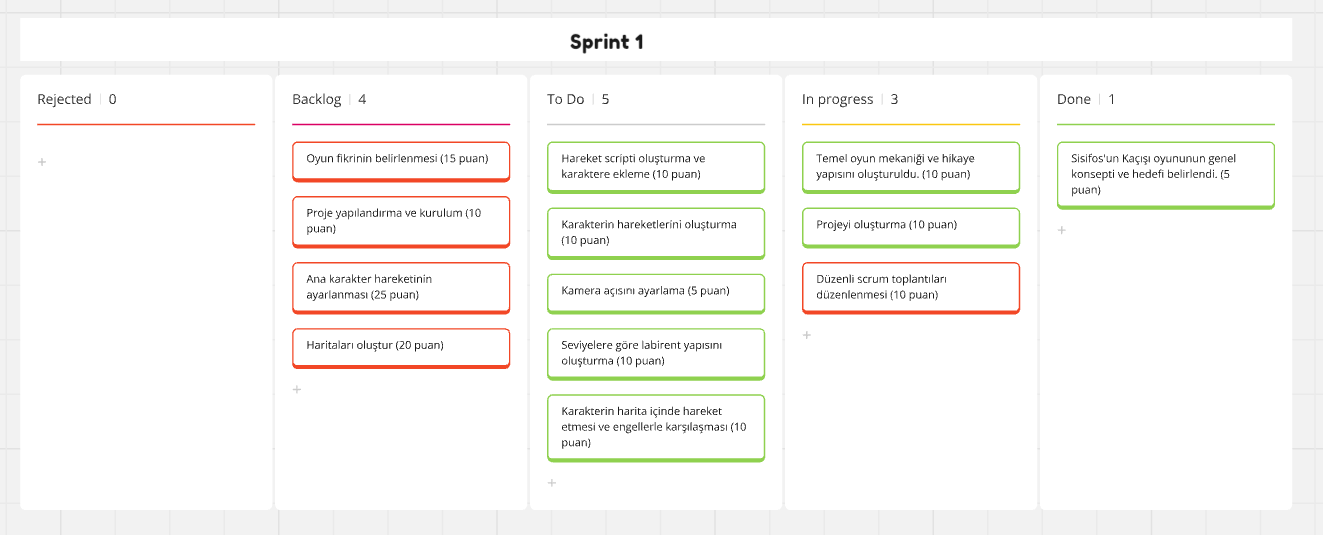 Sprint 1
Rejected | 0
+
Backlog | 4
Oyun fikrinin belirlenmesi (15 puan)
Proje yapılandırma ve kurulum (10
puan)
Ana karakter hareketinin
ayarlanması (25 puan)
Haritaları oluştur (20 puan)
+
To Do | 5
Hareket scripti oluşturma ve
karaktere ekleme (10 puan)
Karakterin hareketlerini oluşturma
(10 puan)
Kamera açısını ayarlama (5 puan)
Seviyelere göre labirent yapısını
oluşturma (10 puan)
Karakterin harita içinde hareket
etmesi ve engellerle karşılaşması (10
puan)
+
In progress | 3
Temel oyun mekaniği ve hikaye
yapısını oluşturuldu. (10 puan)
Projeyi oluşturma (10 puan)
Düzenli scrum toplantıları
düzenlenmesi (10 puan)
+
Done | 1
Sisifos'un Kaçışı oyununun genel
konsepti ve hedefi belirlendi. (5
puan)
+